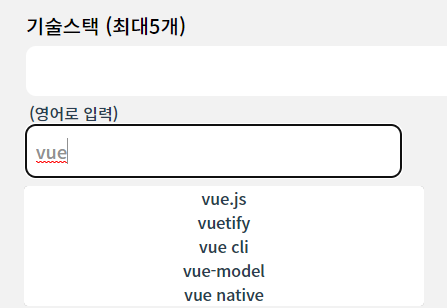 기술스택 (최대5개)
(영어로 입력)
vue
vue.js
vuetify
vue cli
vue-model
vue native